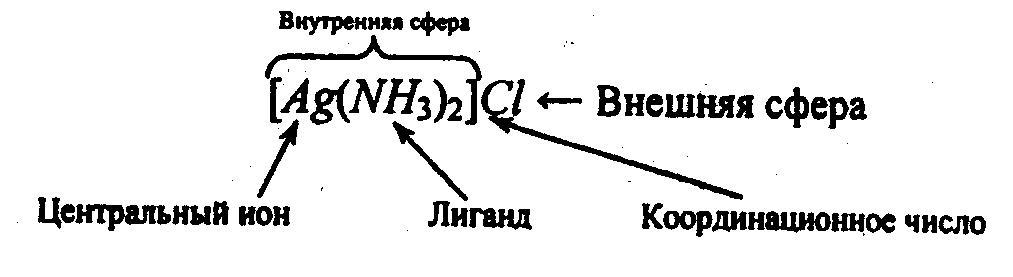 Внутренняя сфера
[Ag(NH₃)₂]Cl ← Внешняя сфера
Центральный ион Лиганд Координационное число